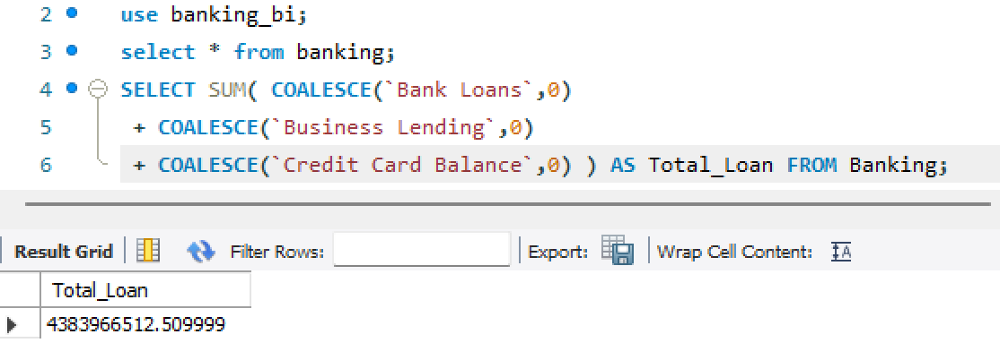 2 use banking_bi;
3 select * from banking;
4 SELECT SUM( COALESCE(`Bank Loans`,0)
5 + COALESCE(`Business Lending`,0)
6 + COALESCE(`Credit Card Balance`,0) ) AS Total_Loan FROM Banking;
Result Grid Filter Rows: Export: Wrap Cell Content: IA
Total_Loan
4383966512.509999